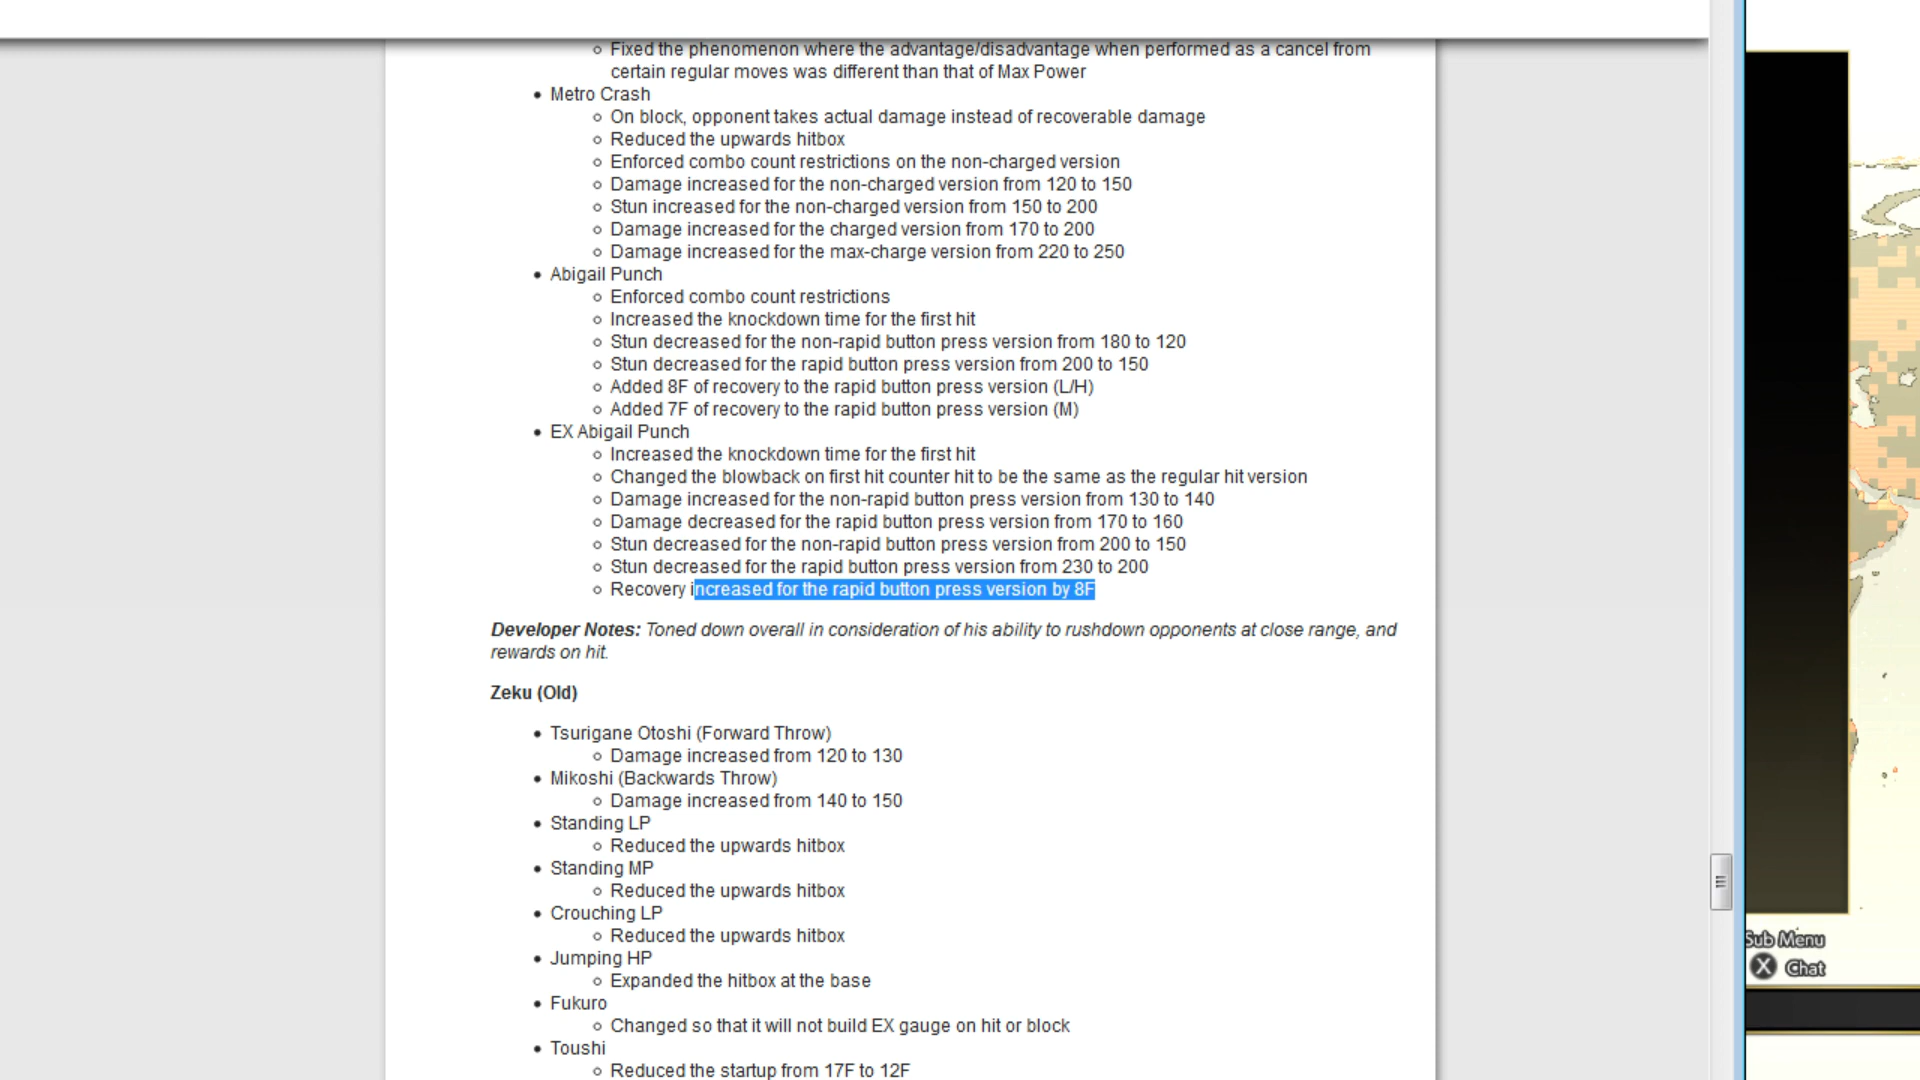 Fixed the phenomenon where the advantage/disadvantage when performed as a cancel from
certain regular moves was different than that of Max Power
Metro Crash
On block, opponent takes actual damage instead of recoverable damage
Reduced the upwards hitbox
Enforced combo count restrictions on the non-charged version
Damage increased for the non-charged version from 120 to 150
Stun increased for the non-charged version from 150 to 200
Damage increased for the charged version from 170 to 200
Damage increased for the max-charge version from 220 to 250
Abigail Punch
Enforced combo count restrictions
Increased the knockdown time for the first hit
Stun decreased for the non-rapid button press version from 180 to 120
Stun decreased for the rapid button press version from 200 to 150
Added 8F of recovery to the rapid button press version (L/H)
Added 7F of recovery to the rapid button press version (M)
EX Abigail Punch
Increased the knockdown time for the first hit
Changed the blowback on first hit counter hit to be the same as the regular hit version
Damage increased for the non-rapid button press version from 130 to 140
Damage decreased for the rapid button press version from 170 to 160
Stun decreased for the non-rapid button press version from 200 to 150
Stun decreased for the rapid button press version from 230 to 200
Recovery increased for the rapid button press version by 8F
Developer Notes: Toned down overall in consideration of his ability to rushdown opponents at close range, and
rewards on hit.
Zeku (Old)
Tsurigane Otoshi (Forward Throw)
Damage increased from 120 to 130
Mikoshi (Backwards Throw)
Damage increased from 140 to 150
Standing LP
Reduced the upwards hitbox
Standing MP
Reduced the upwards hitbox
Crouching LP
Reduced the upwards hitbox
Jumping HP
Expanded the hitbox at the base
Fukuro
Changed so that it will not build EX gauge on hit or block
Toushi
Reduced the startup from 17F to 12F
Sub Menu
X Chat